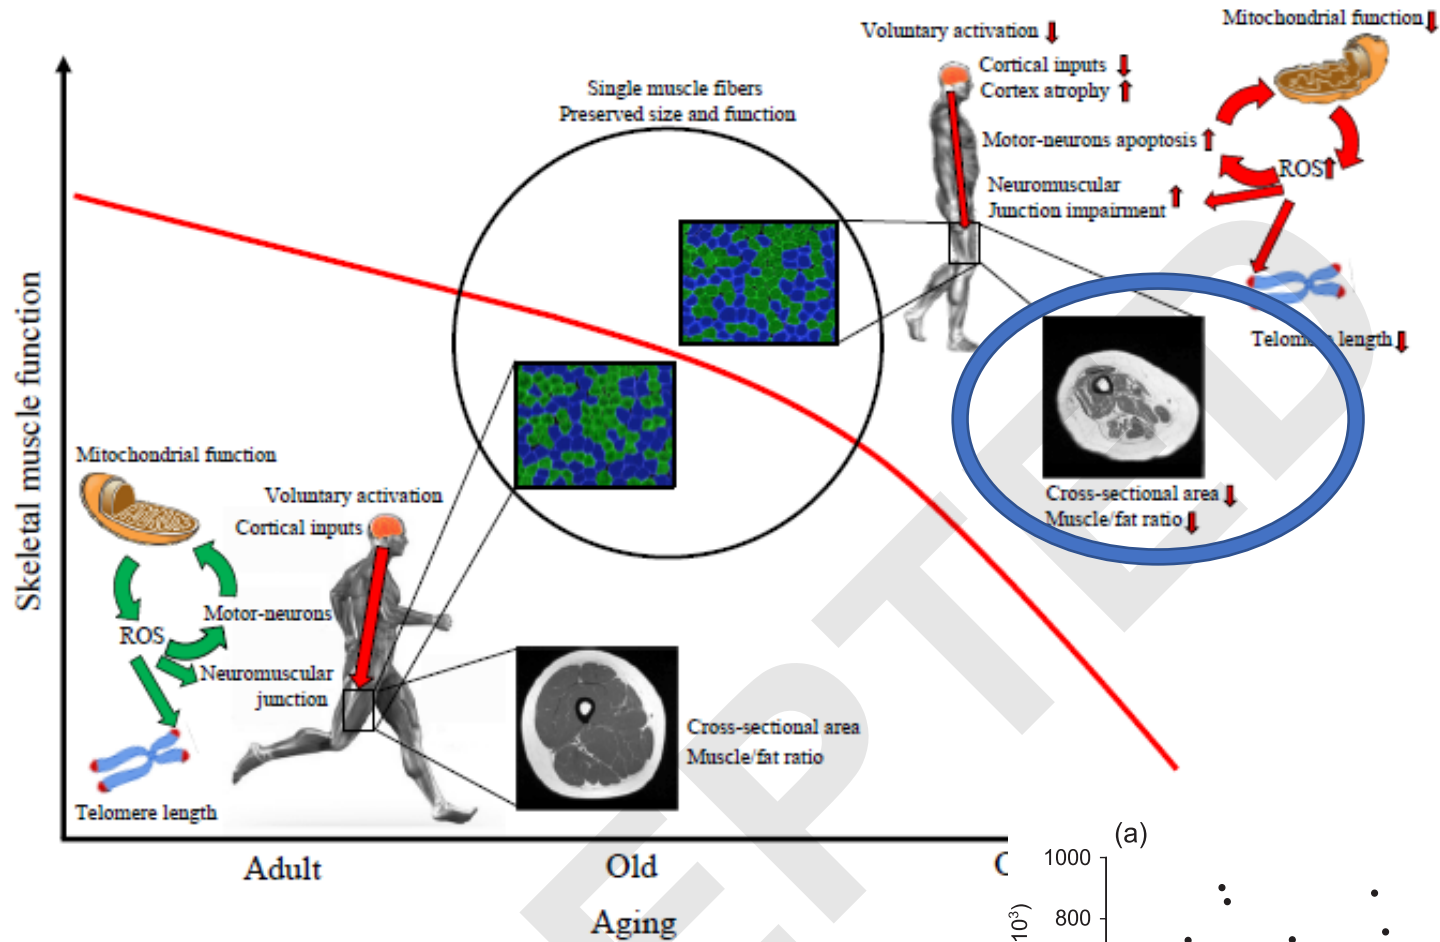 Voluntary activation
Cortical inputs
Cortex atrophy
Mitochondrial function
Single muscle fibers
Preserved size and function
Motor-neurons apoptosis
ROS
Neuromuscular
Junction impairment
Telomere length
Skeletal muscle function
Cross-sectional area
Muscle/fat ratio
Mitochondrial function
Voluntary activation
Cortical inputs
ROS
Motor-neurons
Neuromuscular
junction
Telomere length
Cross-sectional area
Muscle/fat ratio
Adult
Old
Aging
(a)
1000
800
10³)